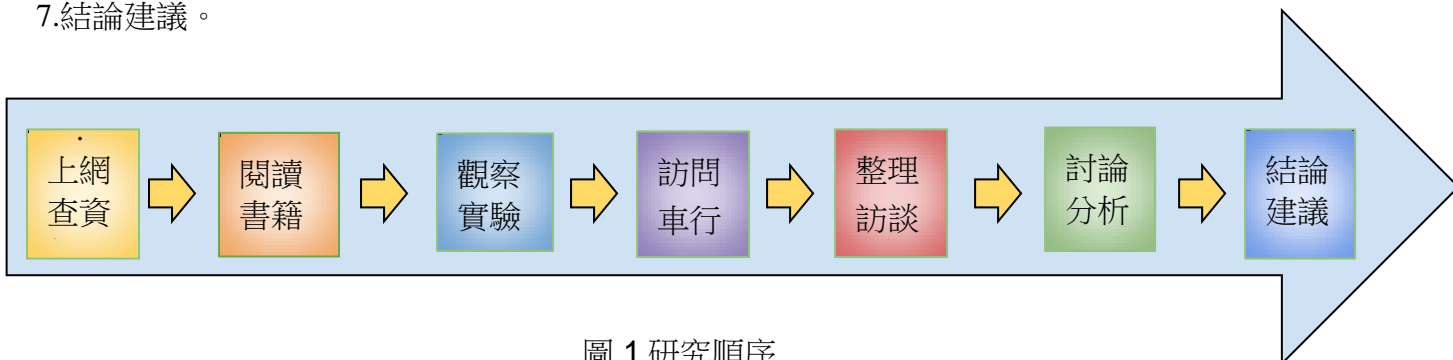 7.結論建議。
上網
查資
閱讀
書籍
觀察
實驗
訪問
車行
整理
訪談
討論
分析
結論
建議
圖 1 研究順序